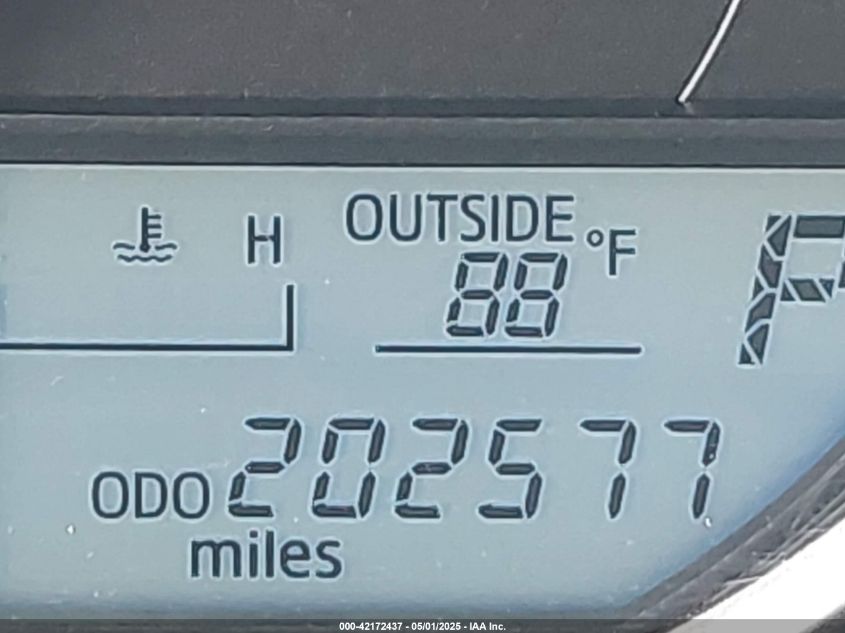 H
OUTSIDE
88 °F
P
ODO 202577
miles
000-42172437 - 05/01/2025 - IAA Inc.